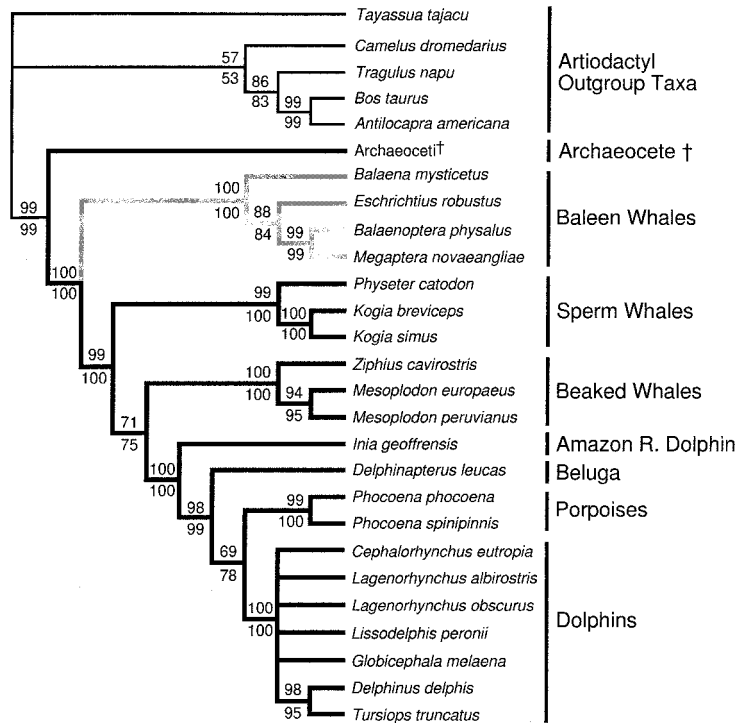 Tayassua tajacu
Camelus dromedarius
57
53
Tragulus napu
86
83
Bos taurus
99
99
Antilocapra americana
Artiodactyl
Outgroup Taxa
Archaeoceti†
Archaeocete †
99
99
Balaena mysticetus
100
100
Eschrichtius robustus
88
84
Balaenoptera physalus
99
99
Megaptera novaeangliae
Baleen Whales
100
100
Physeter catodon
99
100
Kogia breviceps
100
100
Kogia simus
Sperm Whales
99
100
Ziphius cavirostris
100
100
Mesoplodon europaeus
94
95
Mesoplodon peruvianus
Beaked Whales
71
75
Inia geoffrensis
Amazon R. Dolphin
100
100
Delphinapterus leucas
Beluga
98
99
Phocoena phocoena
99
100
Phocoena spinipinnis
Porpoises
69
78
Cephalorhynchus eutropia
Lagenorhynchus albirostris
Lagenorhynchus obscurus
100
100
Lissodelphis peronii
Globicephala melaena
Delphinus delphis
98
95
Tursiops truncatus
Dolphins